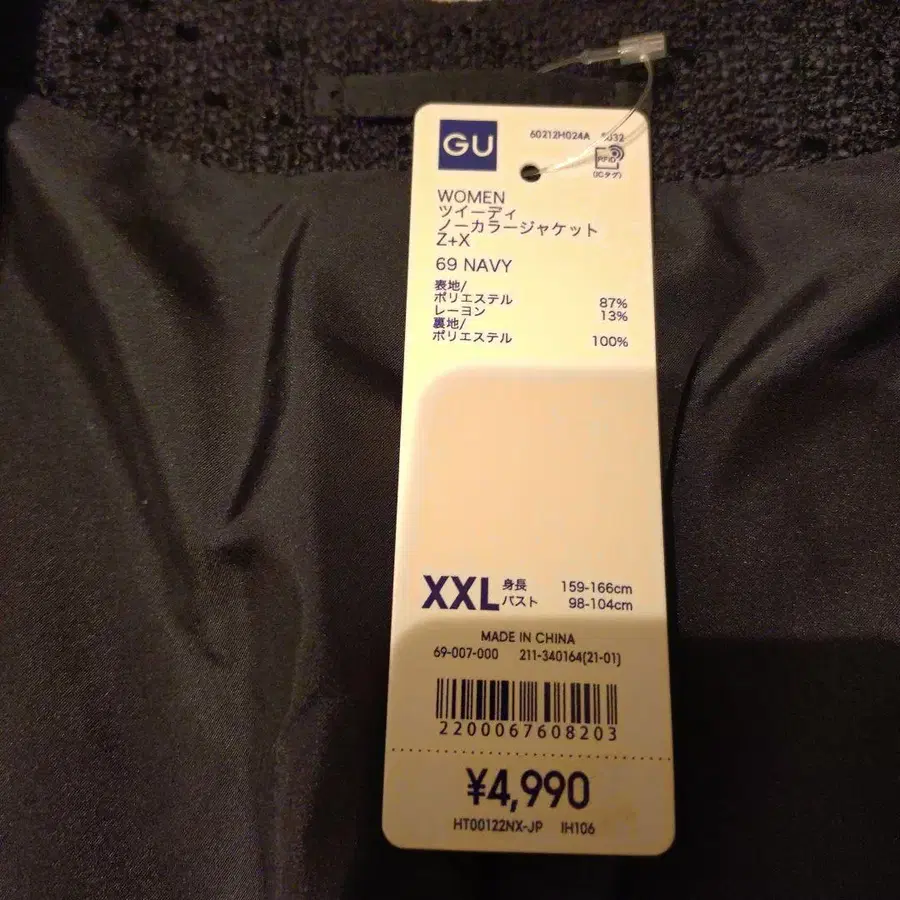 GU
60212H024A
RFID
(ICタグ)
WOMEN
ツイーディ
ノーカラージャケット
Z+X
69 NAVY
表地/
ポリエステル 87%
レーヨン 13%
裏地/
ポリエステル 100%
XXL 身長 159-166cm
バスト 98-104cm
MADE IN CHINA
69-007-000 211-340164(21-01)
2200067608203
¥4,990
HT00122NX-JP IH106